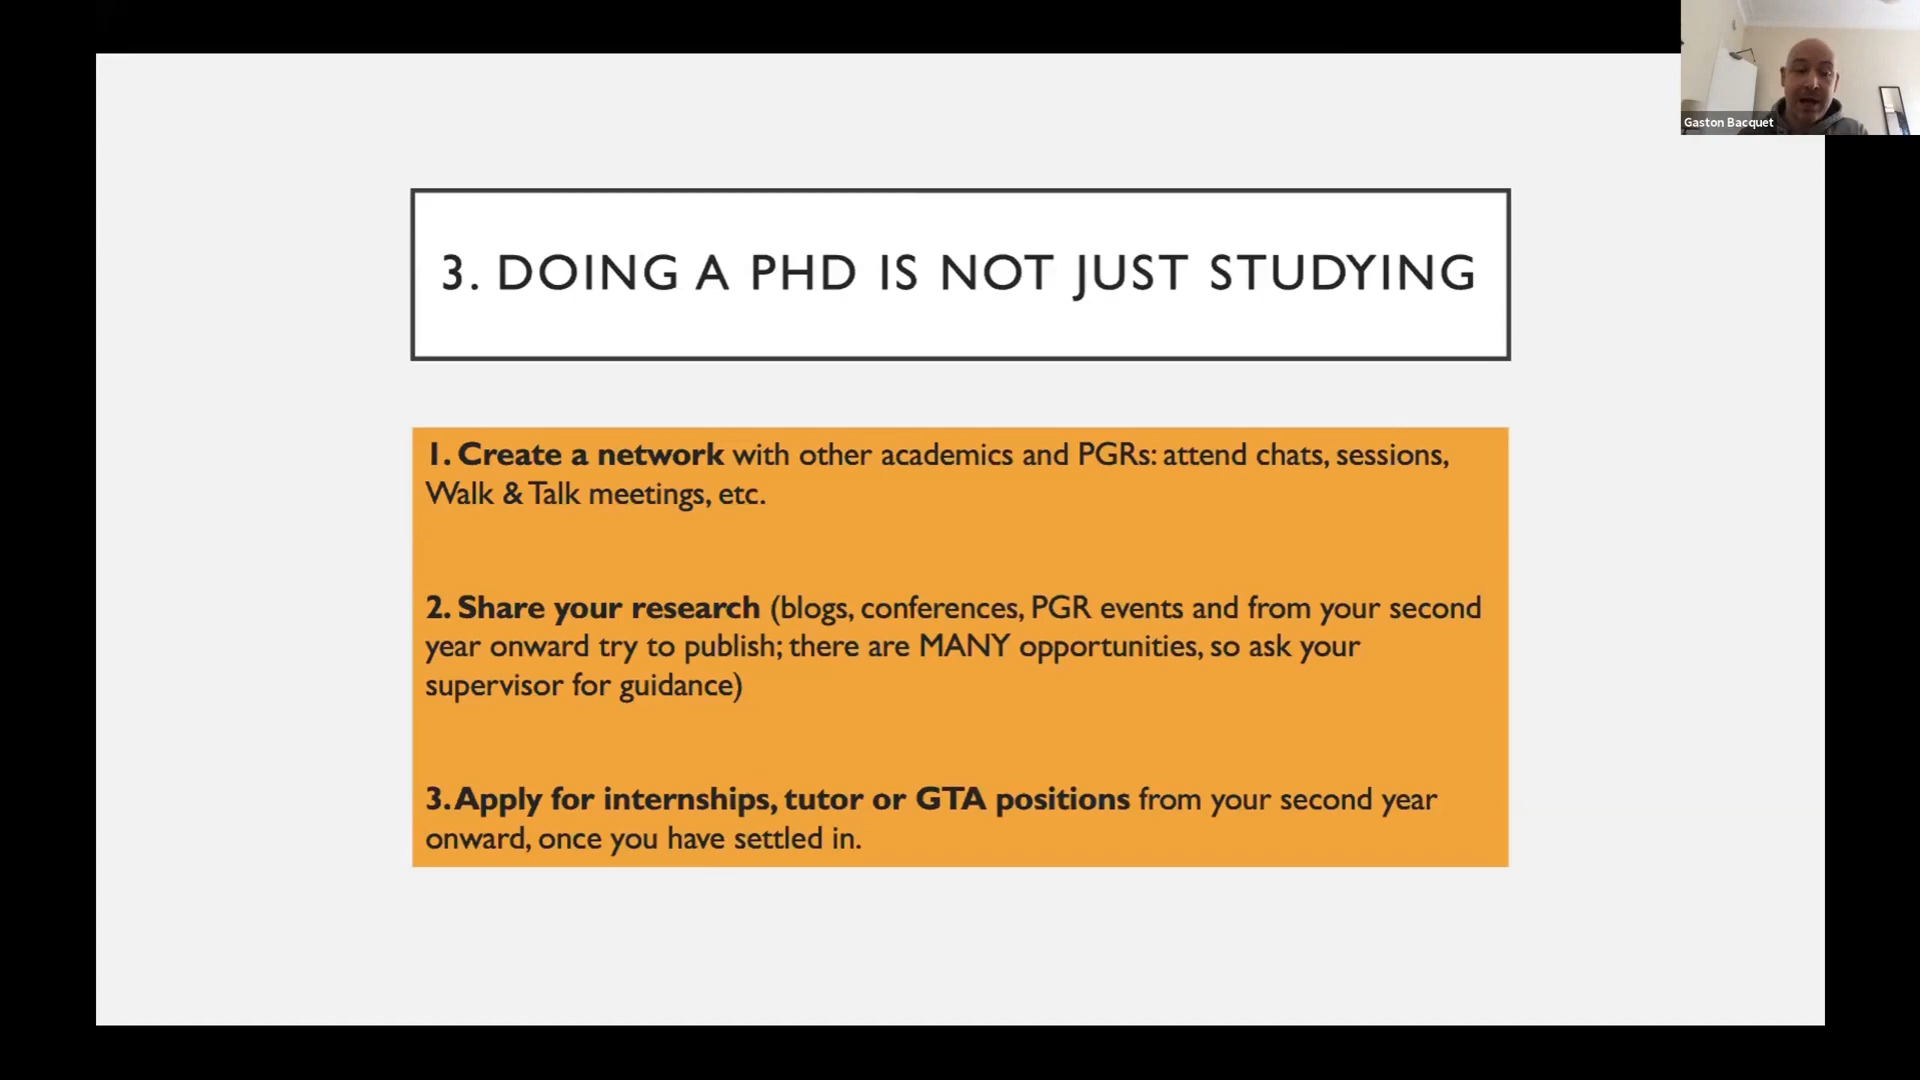 Gaston Bacquet
3. DOING A PHD IS NOT JUST STUDYING
1. Create a network with other academics and PGRs: attend chats, sessions,
Walk & Talk meetings, etc.
2. Share your research (blogs, conferences, PGR events and from your second
year onward try to publish; there are MANY opportunities, so ask your
supervisor for guidance)
3. Apply for internships, tutor or GTA positions from your second year
onward, once you have settled in.